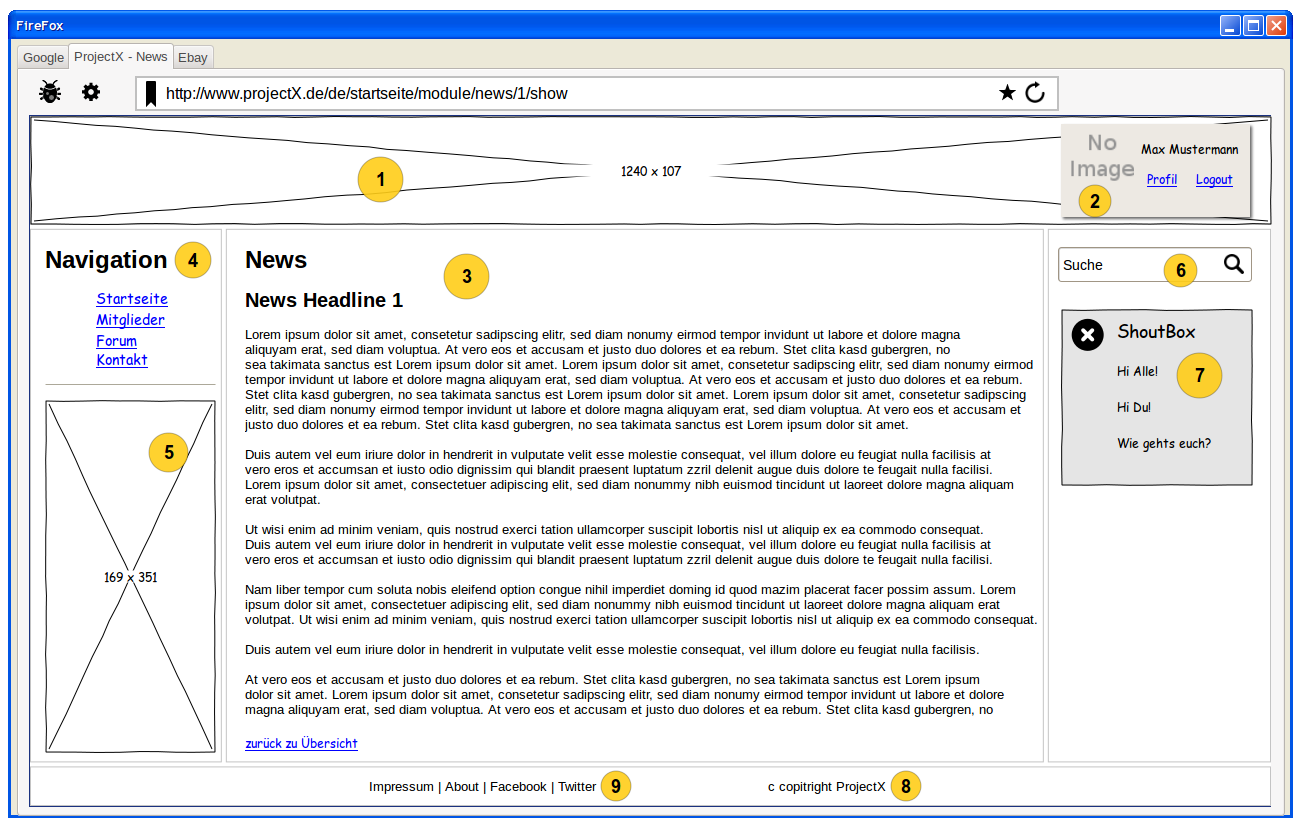 FireFox
Google
ProjectX - News
Ebay
http://www.projectX.de/de/startseite/module/news/1/show
1240 x 107
1
No
Image
Max Mustermann
Profil
Logout
2
Navigation
4
Startseite
Mitglieder
Forum
Kontakt
5
169 x 351
News
3
News Headline 1
Lorem ipsum dolor sit amet, consetetur sadipscing elitr, sed diam nonumy eirmod tempor invidunt ut labore et dolore magna
aliquyam erat, sed diam voluptua. At vero eos et accusam et justo duo dolores et ea rebum. Stet clita kasd gubergren, no
sea takimata sanctus est Lorem ipsum dolor sit amet. Lorem ipsum dolor sit amet, consetetur sadipscing elitr, sed diam nonumy eirmod
tempor invidunt ut labore et dolore magna aliquyam erat, sed diam voluptua. At vero eos et accusam et justo duo dolores et ea rebum.
Stet clita kasd gubergren, no sea takimata sanctus est Lorem ipsum dolor sit amet. Lorem ipsum dolor sit amet, consetetur sadipscing
elitr, sed diam nonumy eirmod tempor invidunt ut labore et dolore magna aliquyam erat, sed diam voluptua. At vero eos et accusam et
justo duo dolores et ea rebum. Stet clita kasd gubergren, no sea takimata sanctus est Lorem ipsum dolor sit amet.
Duis autem vel eum iriure dolor in hendrerit in vulputate velit esse molestie consequat, vel illum dolore eu feugiat nulla facilisis at
vero eros et accumsan et iusto odio dignissim qui blandit praesent luptatum zzril delenit augue duis dolore te feugait nulla facilisi.
Lorem ipsum dolor sit amet, consectetuer adipiscing elit, sed diam nonummy nibh euismod tincidunt ut laoreet dolore magna aliquam
erat volutpat.
Ut wisi enim ad minim veniam, quis nostrud exerci tation ullamcorper suscipit lobortis nisl ut aliquip ex ea commodo consequat.
Duis autem vel eum iriure dolor in hendrerit in vulputate velit esse molestie consequat, vel illum dolore eu feugiat nulla facilisis at
vero eros et accumsan et iusto odio dignissim qui blandit praesent luptatum zzril delenit augue duis dolore te feugait nulla facilisi.
Nam liber tempor cum soluta nobis eleifend option congue nihil imperdiet doming id quod mazim placerat facer possim assum. Lorem
ipsum dolor sit amet, consectetuer adipiscing elit, sed diam nonummy nibh euismod tincidunt ut laoreet dolore magna aliquam erat
volutpat. Ut wisi enim ad minim veniam, quis nostrud exerci tation ullamcorper suscipit lobortis nisl ut aliquip ex ea commodo consequat.
Duis autem vel eum iriure dolor in hendrerit in vulputate velit esse molestie consequat, vel illum dolore eu feugiat nulla facilisis.
At vero eos et accusam et justo duo dolores et ea rebum. Stet clita kasd gubergren, no sea takimata sanctus est Lorem ipsum
dolor sit amet. Lorem ipsum dolor sit amet, consetetur sadipscing elitr, sed diam nonumy eirmod tempor invidunt ut labore et dolore
magna aliquyam erat, sed diam voluptua. At vero eos et accusam et justo duo dolores et ea rebum. Stet clita kasd gubergren, no
zurück zu Übersicht
Suche
6
ShoutBox
Hi Alle!
7
Hi Du!
Wie gehts euch?
Impressum | About | Facebook | Twitter
9
c copitright ProjectX
8